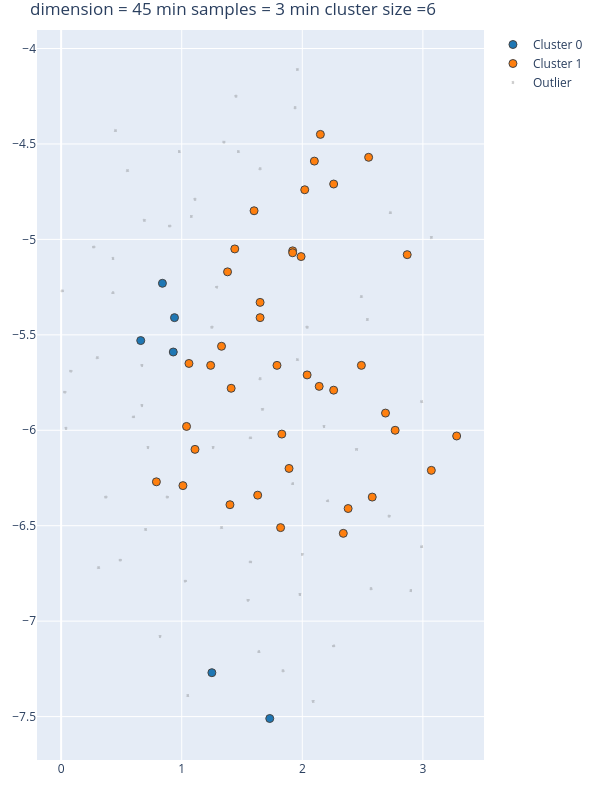 dimension = 45 min samples = 3 min cluster size =6
Cluster 0
Cluster 1
Outlier
−4
−4.5
−5
−5.5
−6
−6.5
−7
−7.5
0 1 2 3